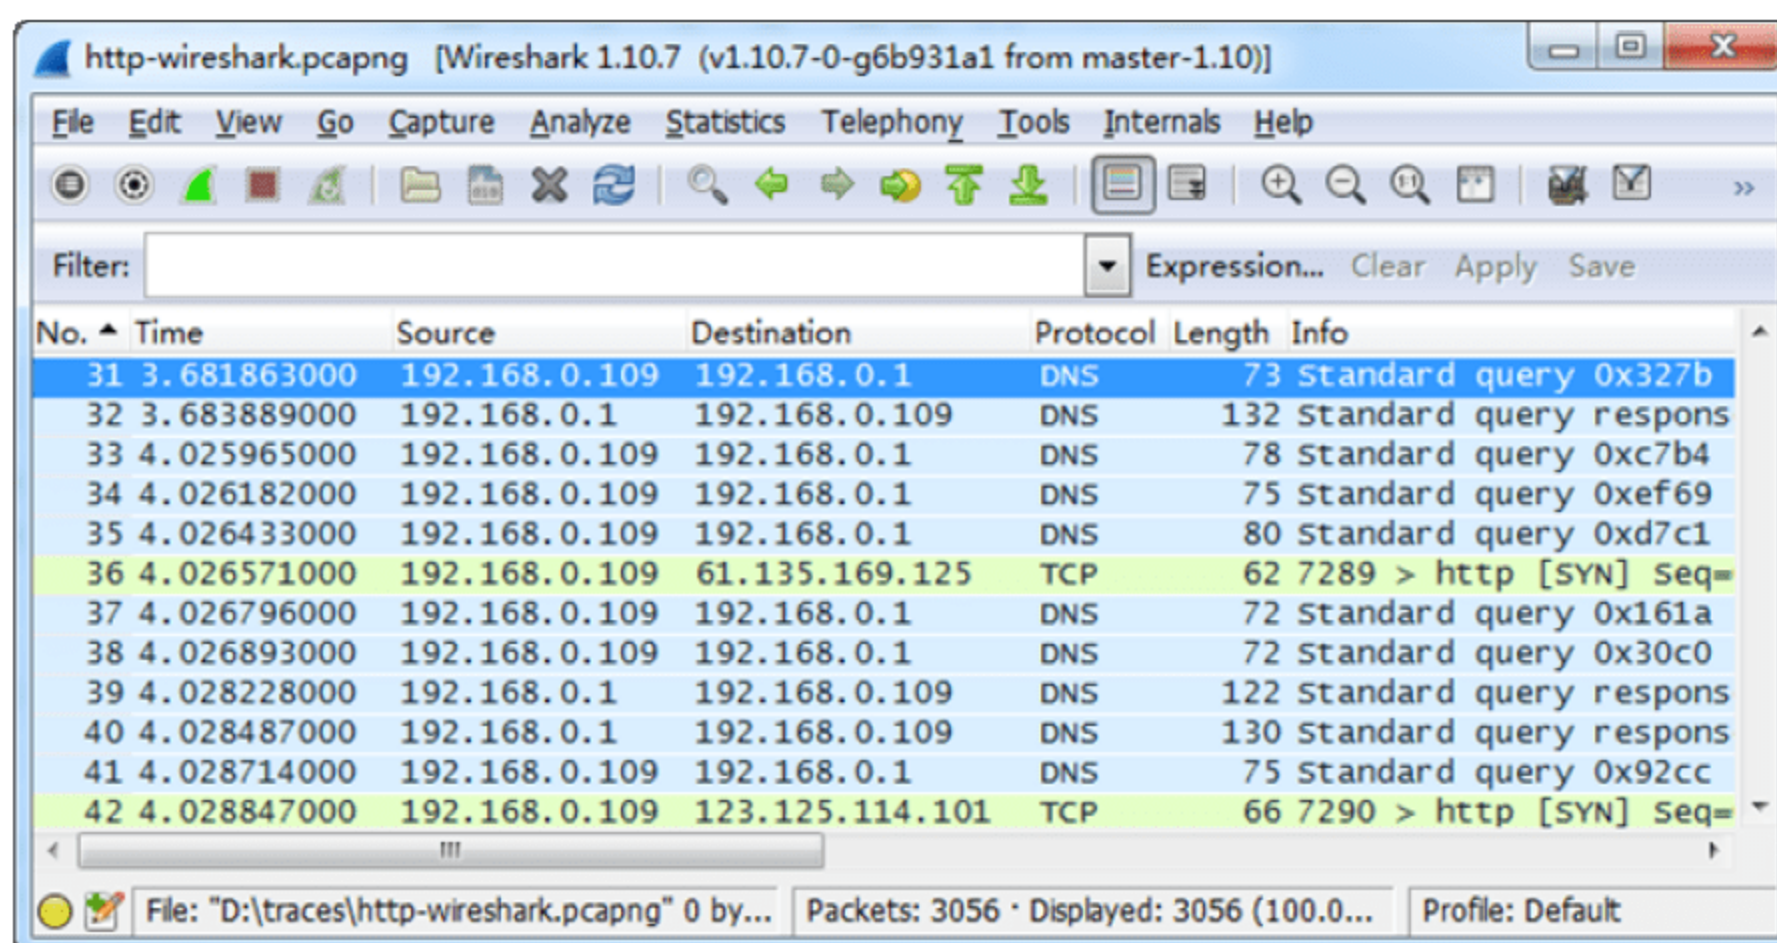 http-wireshark.pcapng [Wireshark 1.10.7 (v1.10.7-0-g6b931a1 from master-1.10)]
File Edit View Go Capture Analyze Statistics Telephony Tools Internals Help
Filter: Expression... Clear Apply Save
No. Time Source Destination Protocol Length Info
31 3.681863000 192.168.0.109 192.168.0.1 DNS 73 Standard query 0x327b
32 3.683889000 192.168.0.1 192.168.0.109 DNS 132 Standard query respons
33 4.025965000 192.168.0.109 192.168.0.1 DNS 78 Standard query 0xc7b4
34 4.026182000 192.168.0.109 192.168.0.1 DNS 75 Standard query 0xef69
35 4.026433000 192.168.0.109 192.168.0.1 DNS 80 Standard query 0xd7c1
36 4.026571000 192.168.0.109 61.135.169.125 TCP 62 7289 > http [SYN] Seq=
37 4.026796000 192.168.0.109 192.168.0.1 DNS 72 Standard query 0x161a
38 4.026893000 192.168.0.109 192.168.0.1 DNS 72 Standard query 0x30c0
39 4.028228000 192.168.0.1 192.168.0.109 DNS 122 Standard query respons
40 4.028487000 192.168.0.1 192.168.0.109 DNS 130 Standard query respons
41 4.028714000 192.168.0.109 192.168.0.1 DNS 75 Standard query 0x92cc
42 4.028847000 192.168.0.109 123.125.114.101 TCP 66 7290 > http [SYN] Seq=
File: "D:\traces\http-wireshark.pcapng" 0 by... Packets: 3056 · Displayed: 3056 (100.0... Profile: Default